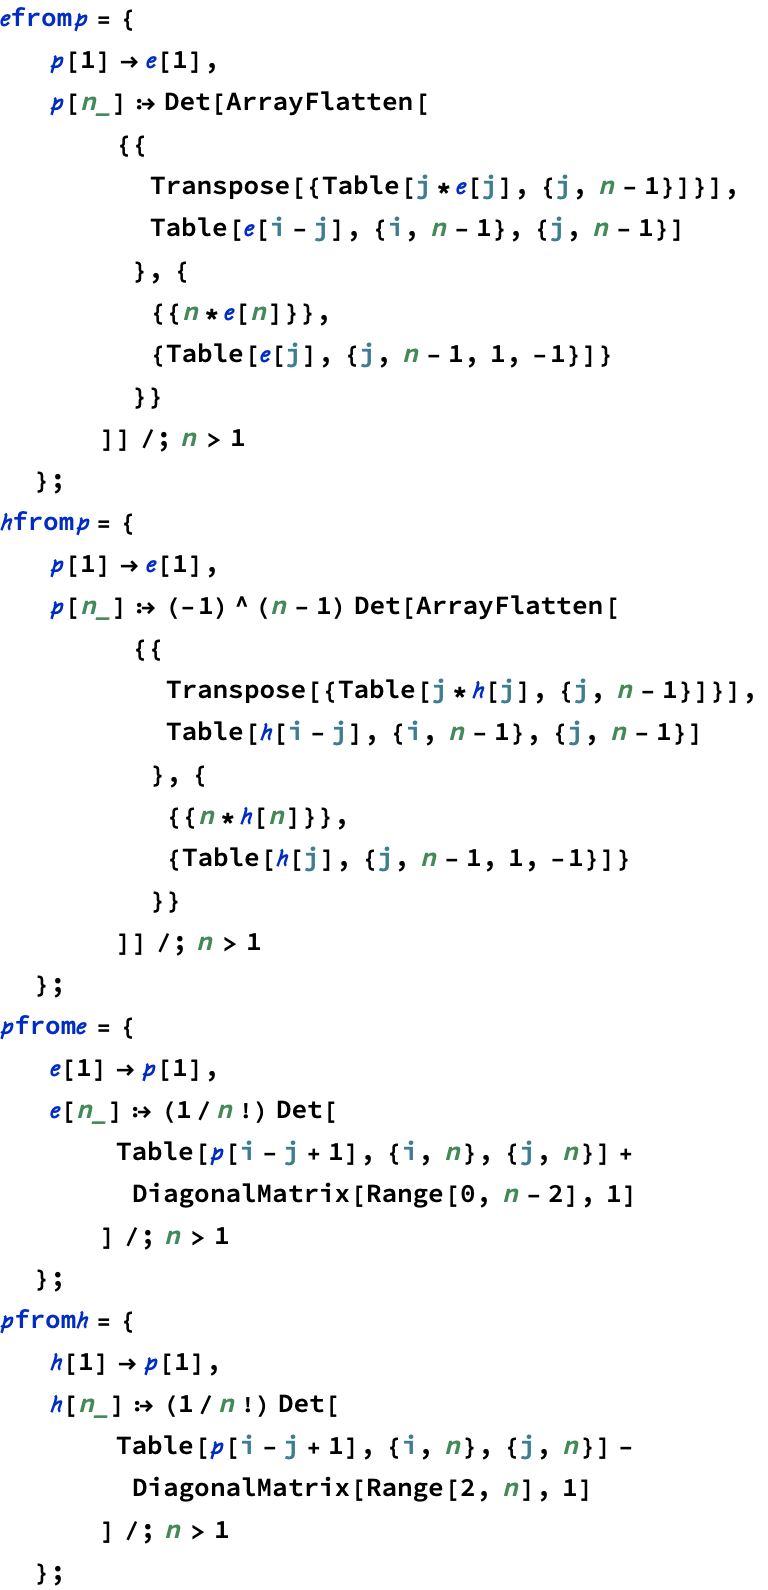 efromp = {
p[1] → e[1],
p[n_] :→ Det[ArrayFlatten[
{{
Transpose[{Table[j*e[j], {j, n - 1}]}],
Table[e[i - j], {i, n - 1}, {j, n - 1}]
}, {
{{n*e[n]}},
{Table[e[j], {j, n - 1, 1, -1}]}
}}
]] /; n > 1
};
hfromp = {
p[1] → e[1],
p[n_] :→ (-1)^(n - 1) Det[ArrayFlatten[
{{
Transpose[{Table[j*h[j], {j, n - 1}]}],
Table[h[i - j], {i, n - 1}, {j, n - 1}]
}, {
{{n*h[n]}},
{Table[h[j], {j, n - 1, 1, -1}]}
}}
]] /; n > 1
};
pfrome = {
e[1] → p[1],
e[n_] :→ (1/n!) Det[
Table[p[i - j + 1], {i, n}, {j, n}] +
DiagonalMatrix[Range[0, n - 2], 1]
] /; n > 1
};
pfromh = {
h[1] → p[1],
h[n_] :→ (1/n!) Det[
Table[p[i - j + 1], {i, n}, {j, n}] -
DiagonalMatrix[Range[2, n], 1]
] /; n > 1
};